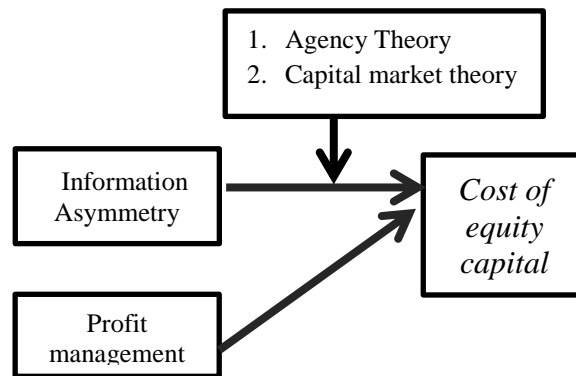 1. Agency Theory
2. Capital market theory
Information
Asymmetry
Cost of
equity
capital
Profit
management